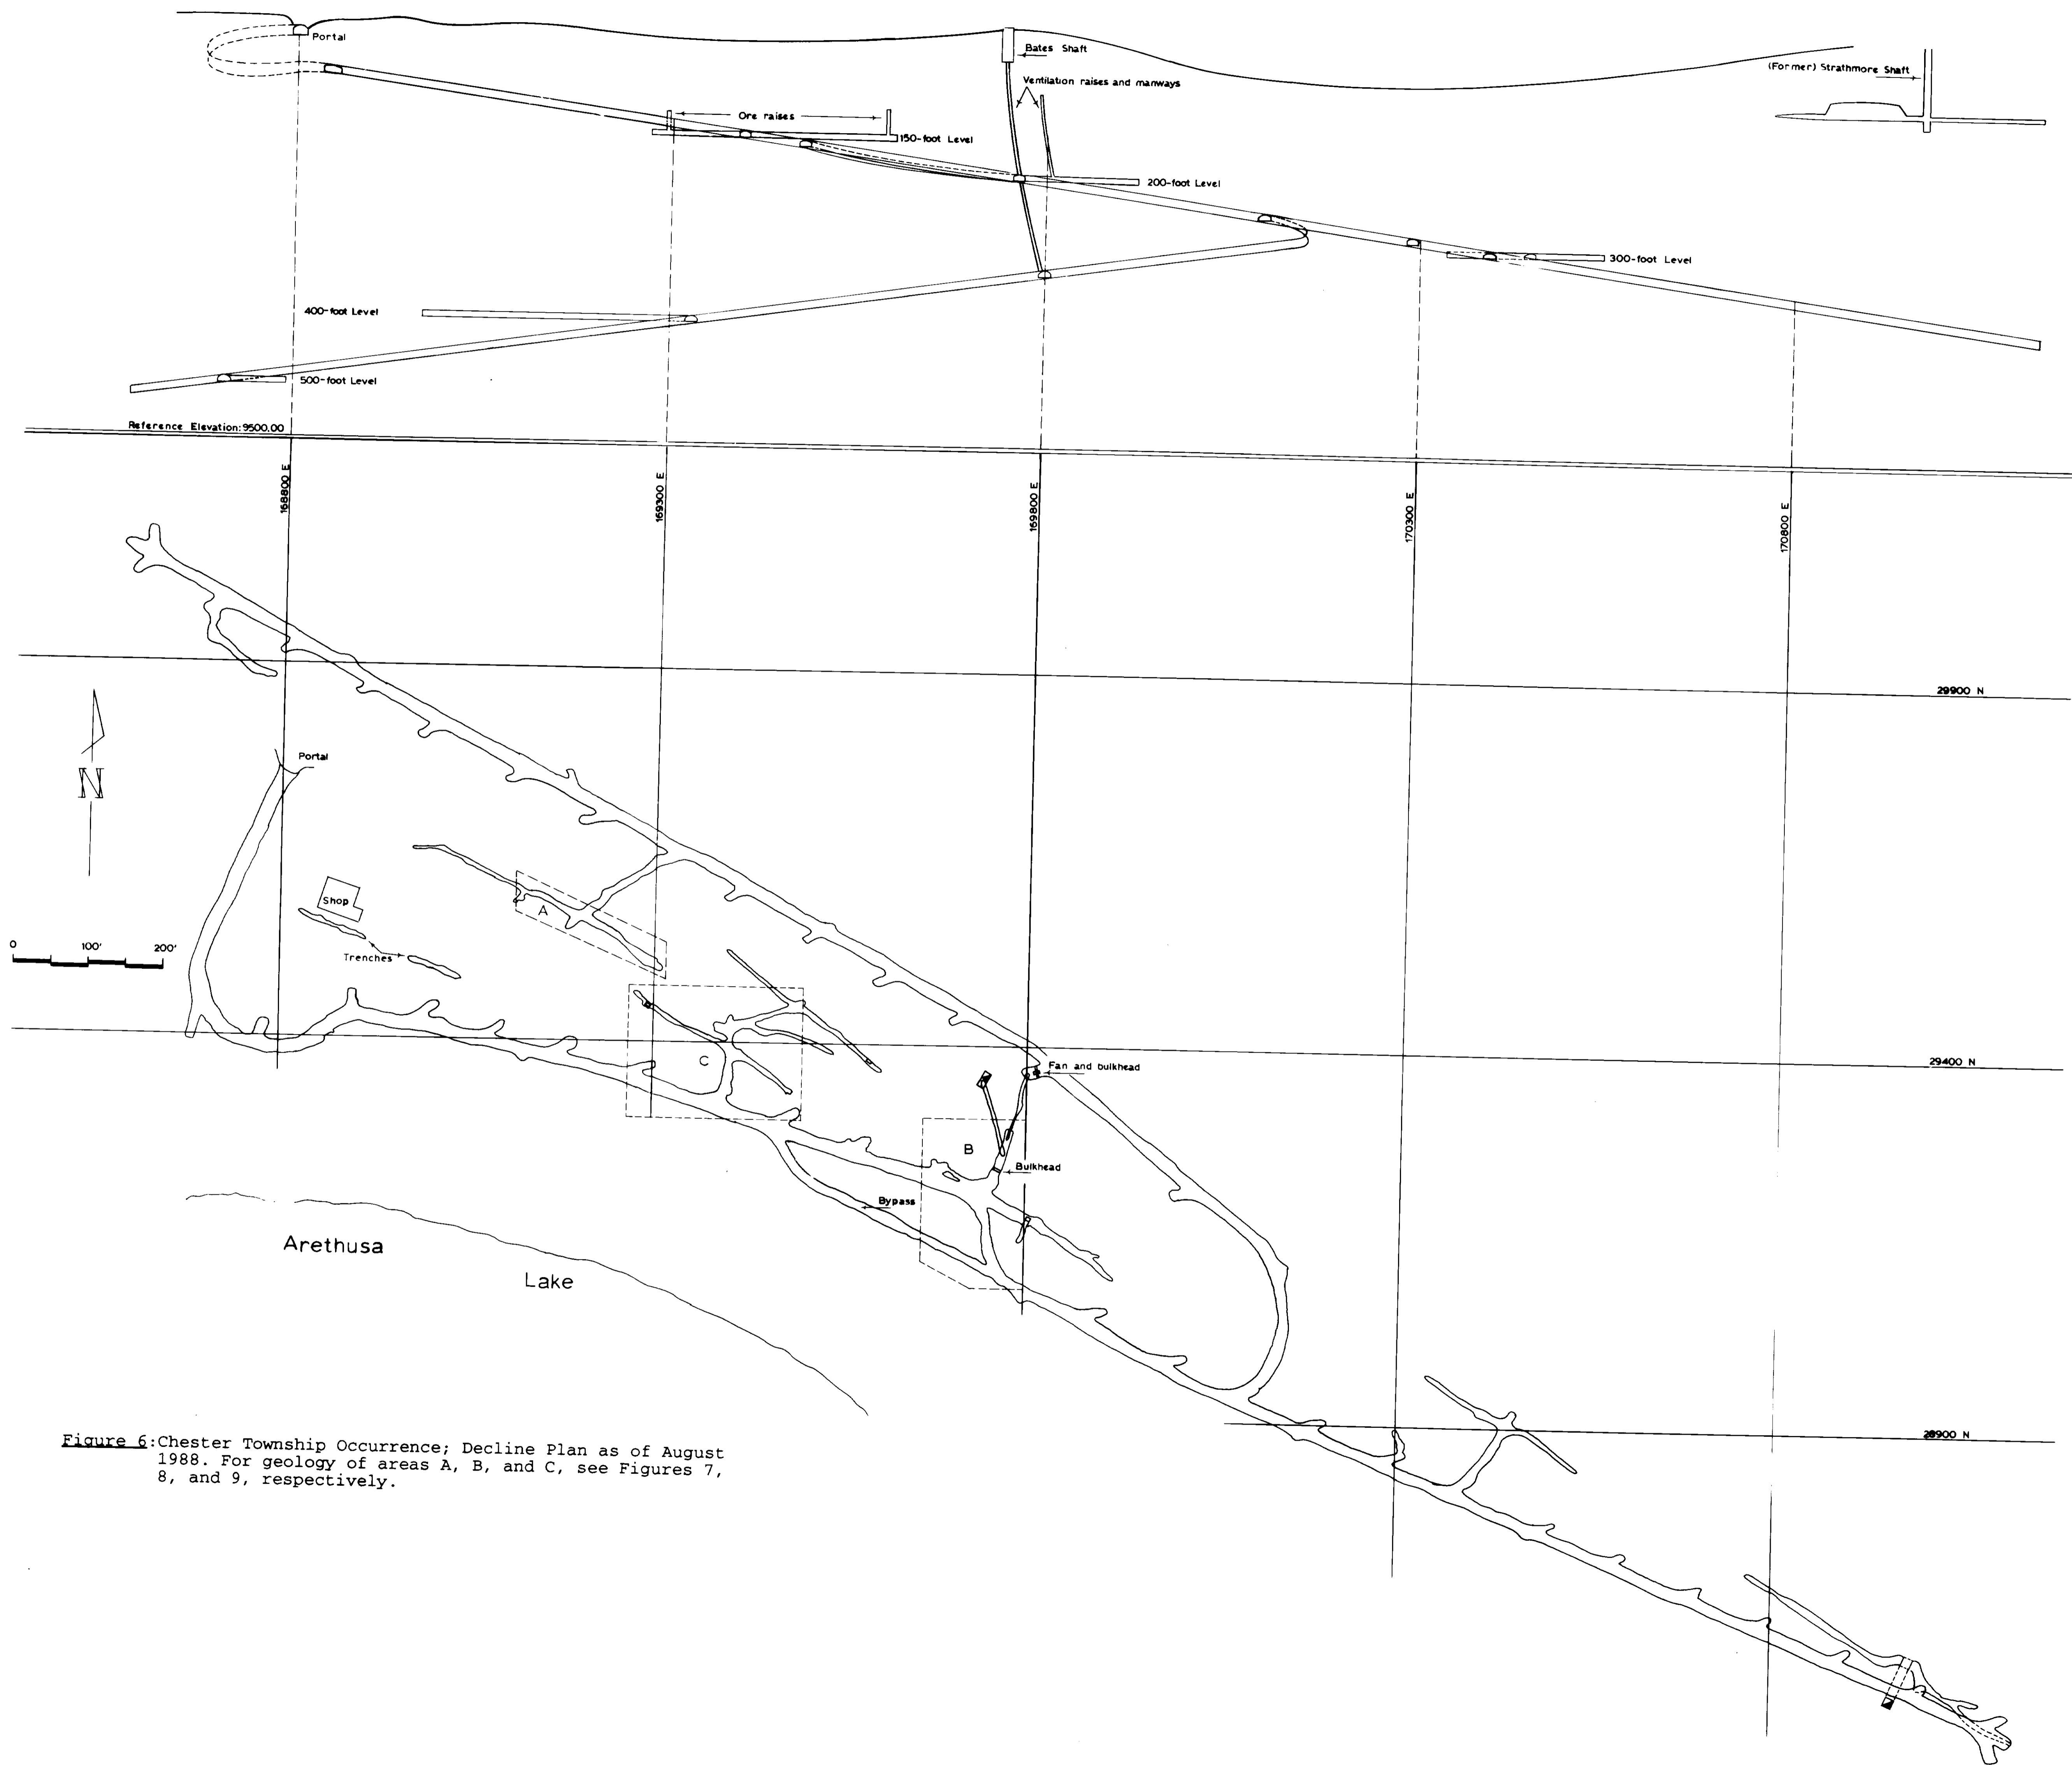 Portal
Bates Shaft
(Former) Strathmore Shaft
Ventilation raises and manways
Ore raises
150-foot Level
200-foot Level
300-foot Level
400-foot Level
500-foot Level
Reference Elevation:9500.00
168800 E
169300 E
169800 E
170300 E
170800 E
29900 N
N
Portal
Shop
A
0 100' 200'
Trenches
C
29400 N
Fan and bulkhead
B
Bulkhead
Bypass
Arethusa
Lake
28900 N
Figure 6:Chester Township Occurrence; Decline Plan as of August
1988. For geology of areas A, B, and C, see Figures 7,
8, and 9, respectively.